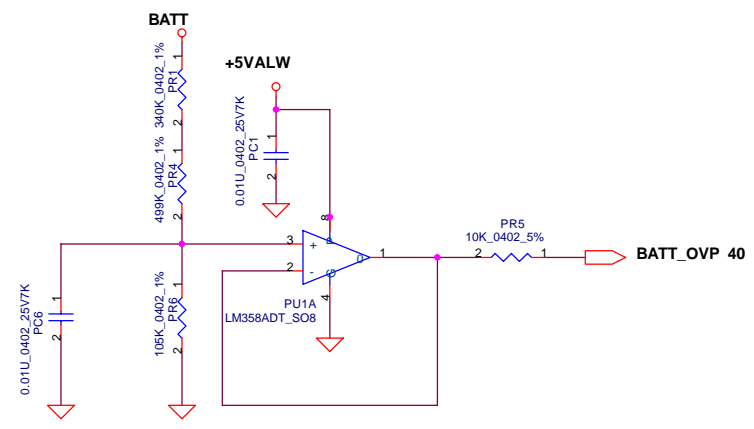 BATT
1
340K_0402_1%
PR1
2
1
499K_0402_1%
PR4
2
+5VALW
1
0.01U_0402_25V7K
PC1
2
8
P
3
+
2
-
O
1
G
4
PU1A
LM358ADT_SO8
PR5
10K_0402_5%
2
1
BATT_OVP 40
1
0.01U_0402_25V7K
PC6
2
1
105K_0402_1%
PR6
2